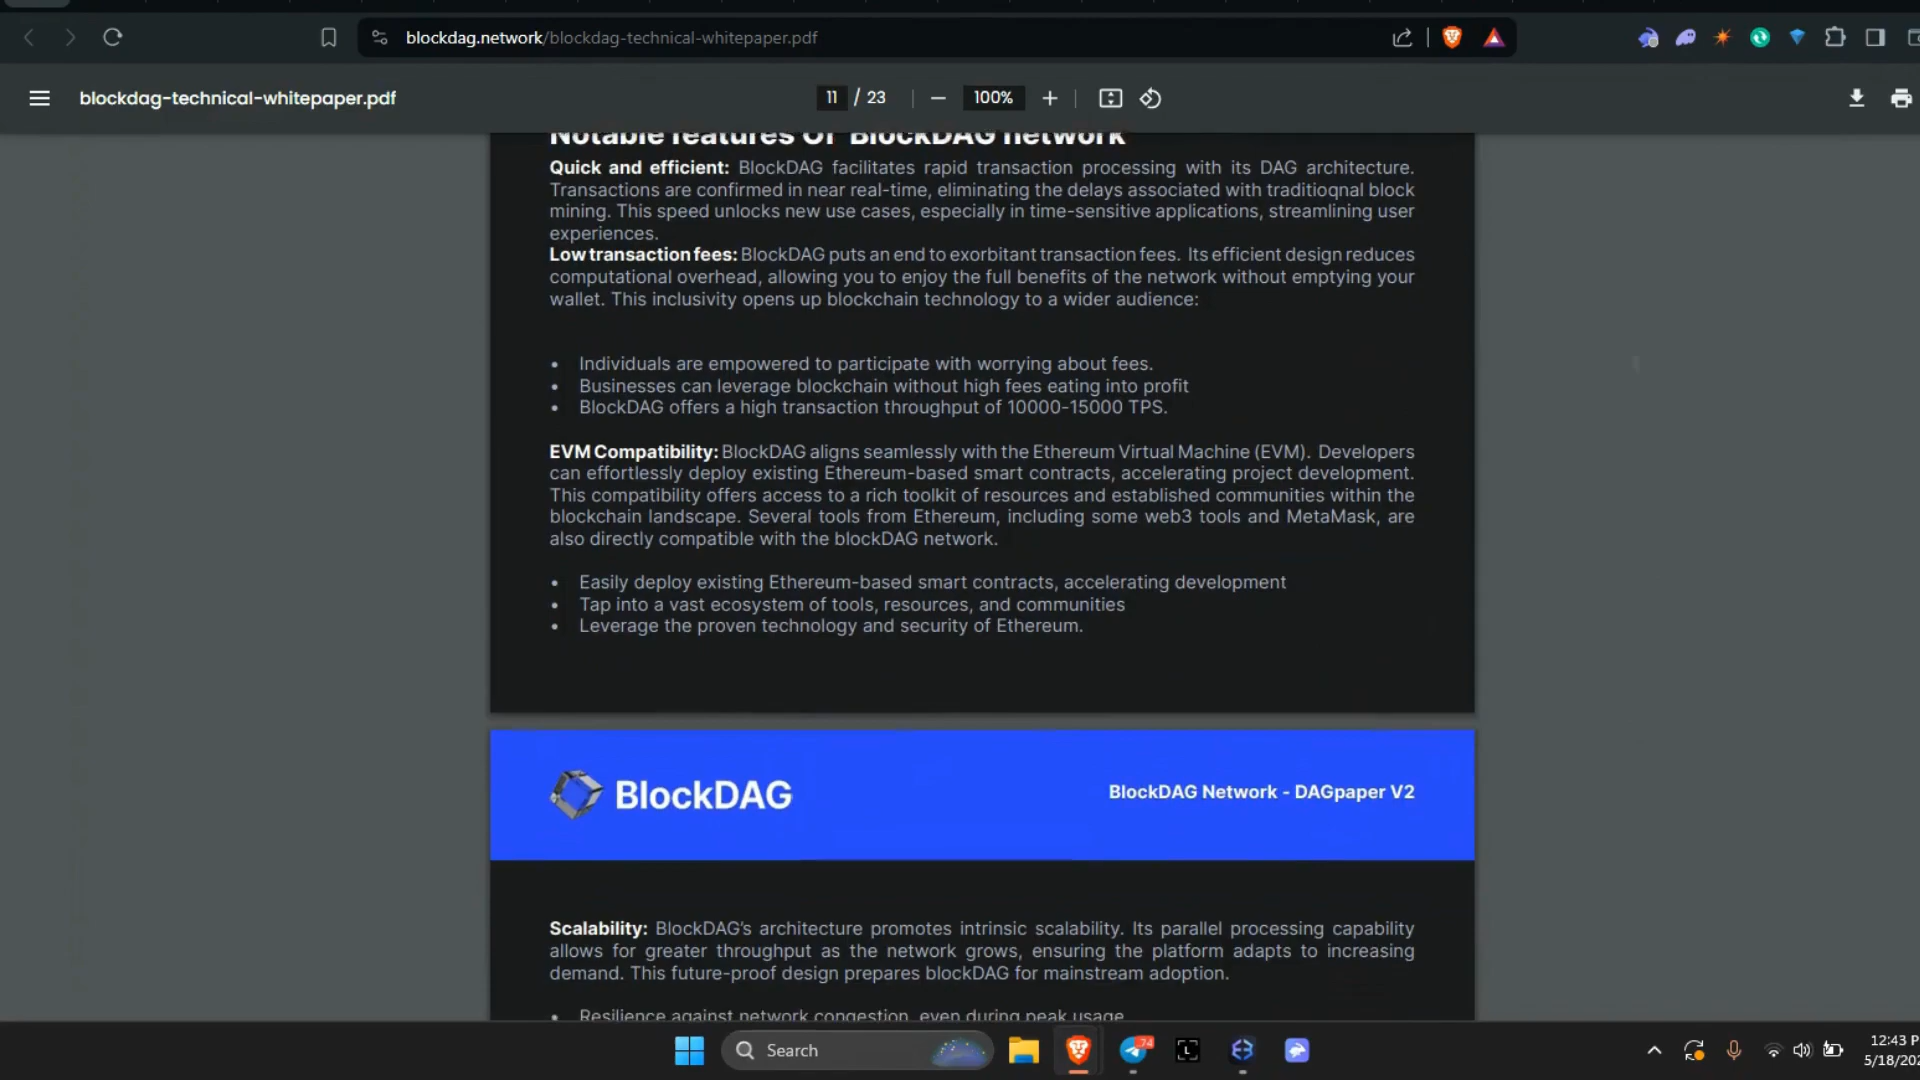 blockdag.network/blockdag-technical-whitepaper.pdf
blockdag-technical-whitepaper.pdf
11 / 23
100%
Notable features Of BlockDAG network
Quick and efficient: BlockDAG facilitates rapid transaction processing with its DAG architecture.
Transactions are confirmed in near real-time, eliminating the delays associated with traditioqnal block
mining. This speed unlocks new use cases, especially in time-sensitive applications, streamlining user
experiences.
Low transaction fees: BlockDAG puts an end to exorbitant transaction fees. Its efficient design reduces
computational overhead, allowing you to enjoy the full benefits of the network without emptying your
wallet. This inclusivity opens up blockchain technology to a wider audience:
• Individuals are empowered to participate with worrying about fees.
• Businesses can leverage blockchain without high fees eating into profit
• BlockDAG offers a high transaction throughput of 10000-15000 TPS.
EVM Compatibility: BlockDAG aligns seamlessly with the Ethereum Virtual Machine (EVM). Developers
can effortlessly deploy existing Ethereum-based smart contracts, accelerating project development.
This compatibility offers access to a rich toolkit of resources and established communities within the
blockchain landscape. Several tools from Ethereum, including some web3 tools and MetaMask, are
also directly compatible with the blockDAG network.
• Easily deploy existing Ethereum-based smart contracts, accelerating development
• Tap into a vast ecosystem of tools, resources, and communities
• Leverage the proven technology and security of Ethereum.
BlockDAG
BlockDAG Network - DAGpaper V2
Scalability: BlockDAG's architecture promotes intrinsic scalability. Its parallel processing capability
allows for greater throughput as the network grows, ensuring the platform adapts to increasing
demand. This future-proof design prepares blockDAG for mainstream adoption.
• Resilience against network congestion, even during peak usage
Search
74
L
12:43 P
5/18/202